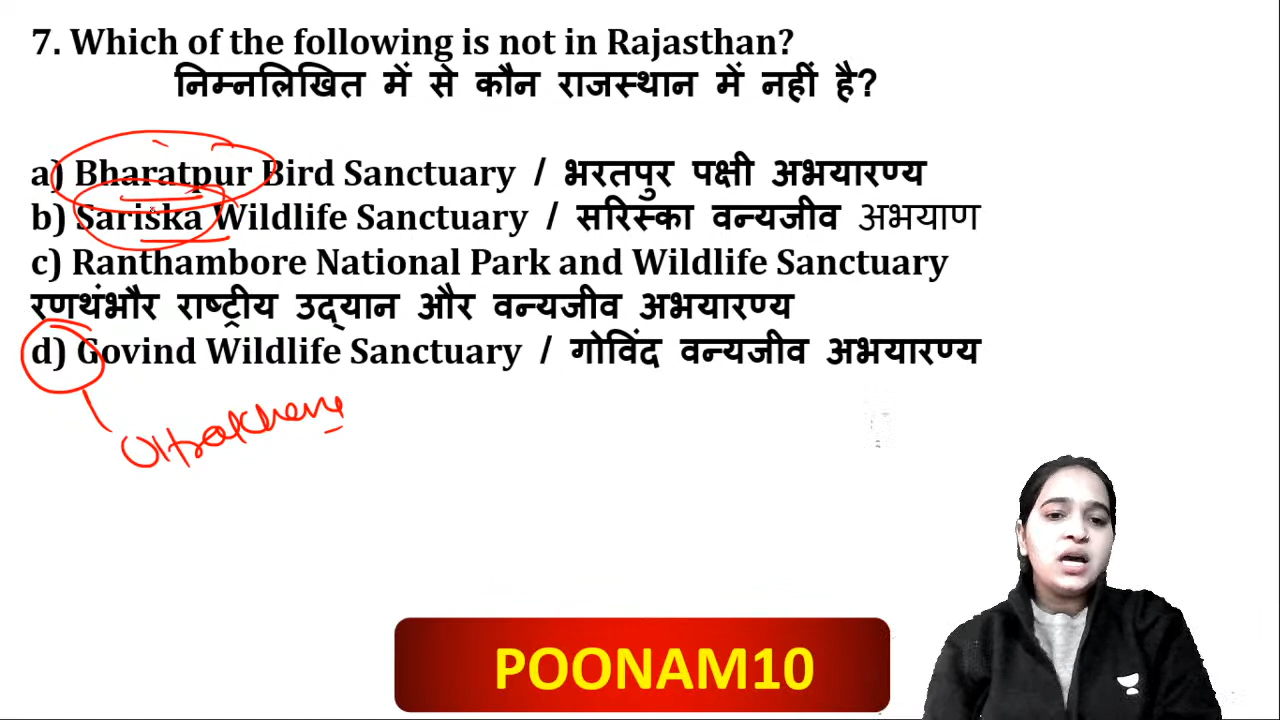 7. Which of the following is not in Rajasthan?
निम्नलिखित में से कौन राजस्थान में नहीं है?
a) Bharatpur Bird Sanctuary / भरतपुर पक्षी अभयारण्य
b) Sariska Wildlife Sanctuary / सरिस्का वन्यजीव अभयाण
c) Ranthambore National Park and Wildlife Sanctuary
रणथंभौर राष्ट्रीय उद्यान और वन्यजीव अभयारण्य
d) Govind Wildlife Sanctuary / गोविंद वन्यजीव अभयारण्य
POONAM10